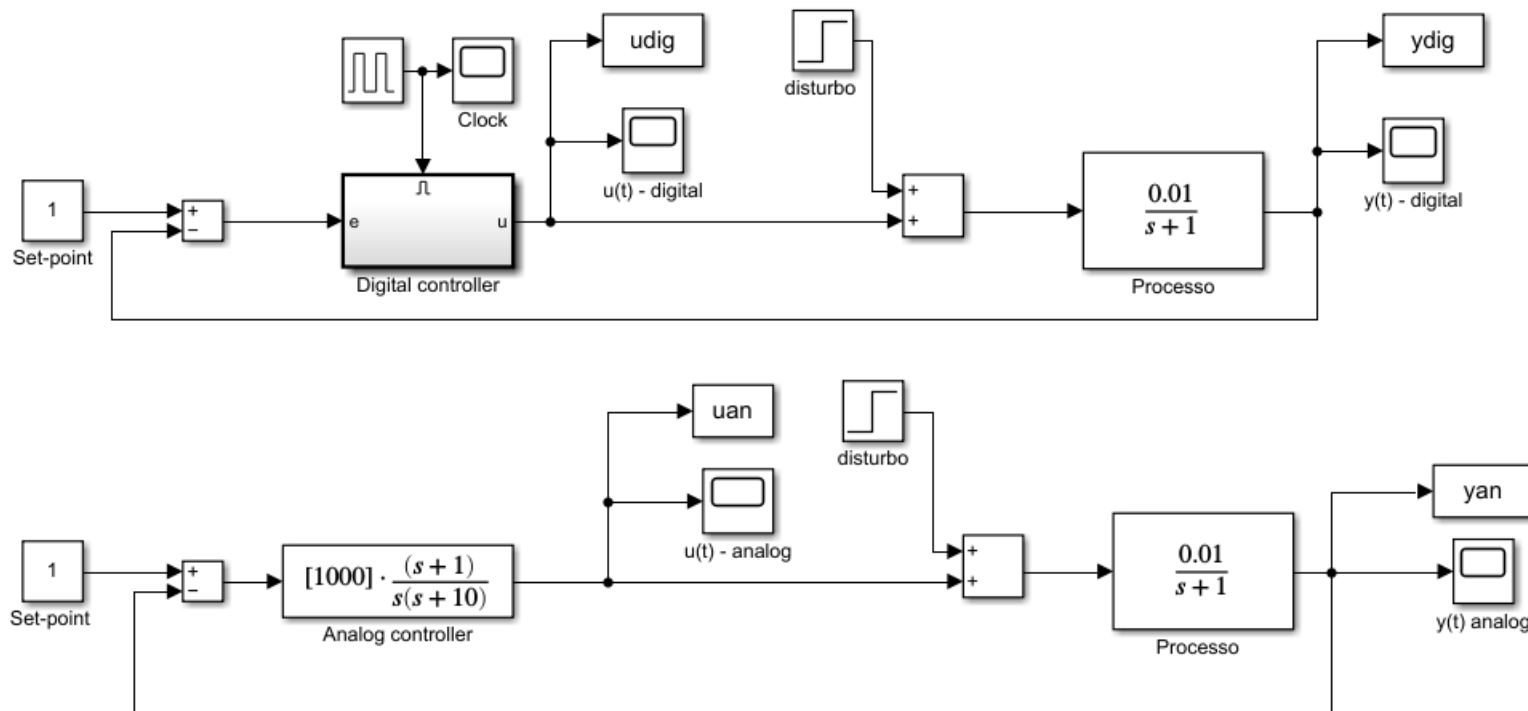 udig
ydig
disturbo
Clock
u(t) - digital
y(t) - digital
1
+
−
e
u
+
+
0.01
s + 1
Set-point
Digital controller
Processo
uan
disturbo
yan
u(t) - analog
1
+
−
[1000] · (s + 1)
s(s + 10)
+
+
0.01
s + 1
Set-point
Analog controller
Processo
y(t) analog